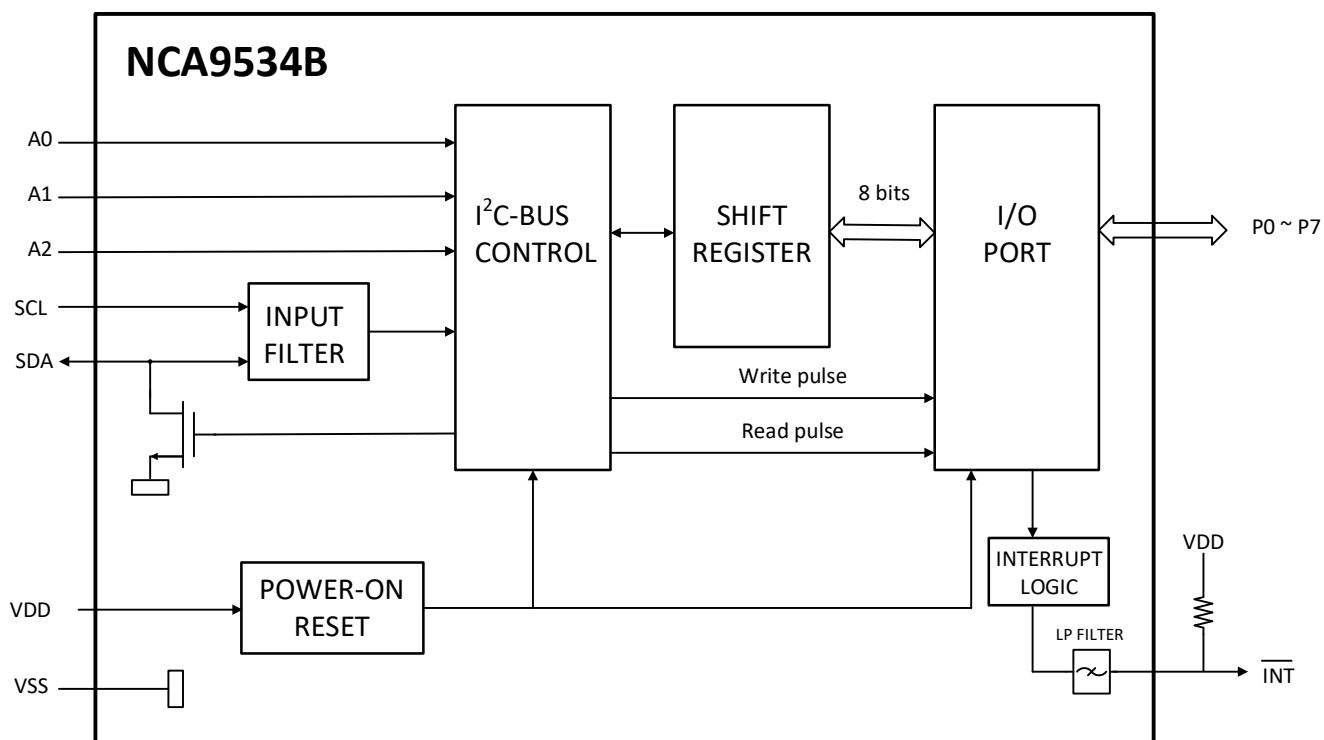 NCA9534B
A0
A1
A2
SCL
SDA
INPUT
FILTER
I²C-BUS
CONTROL
SHIFT
REGISTER
8 bits
I/O
PORT
P0 ~ P7
Write pulse
Read pulse
VDD
POWER-ON
RESET
VSS
INTERRUPT
LOGIC
LP FILTER
VDD
INT